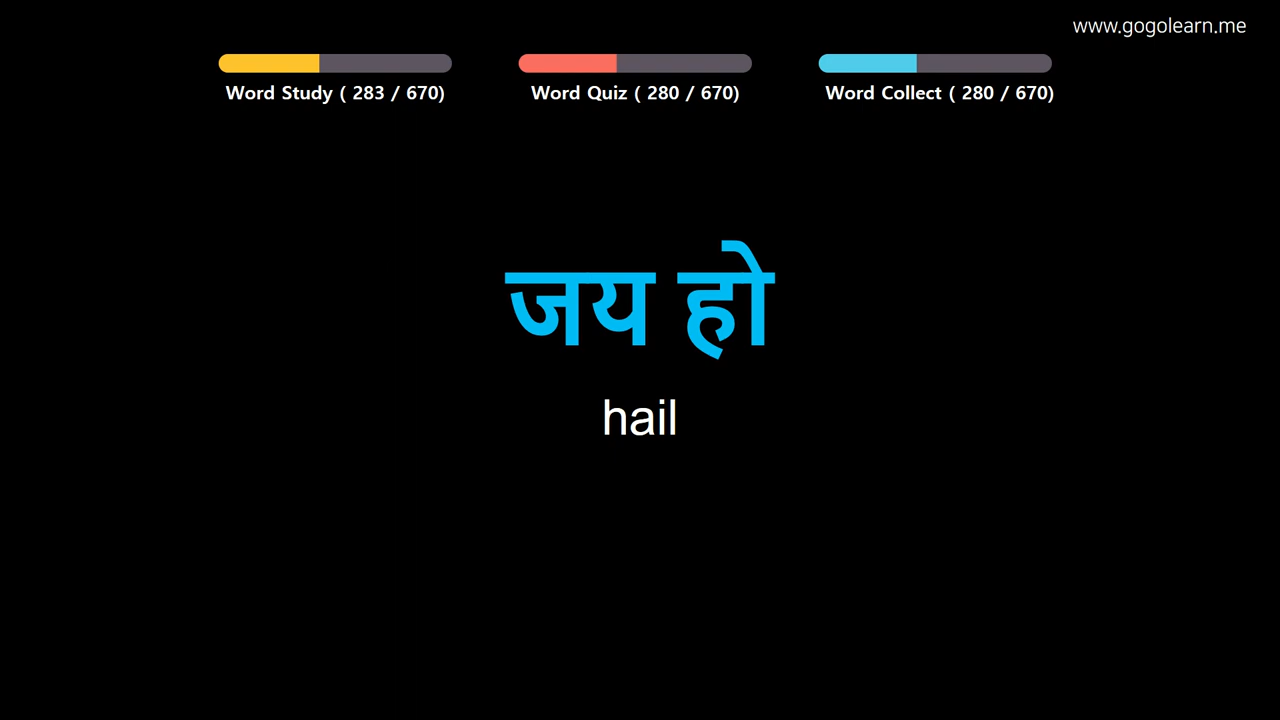 www.gogolearn.me
Word Study ( 283 / 670)
Word Quiz ( 280 / 670)
Word Collect ( 280 / 670)
जय हो
hail